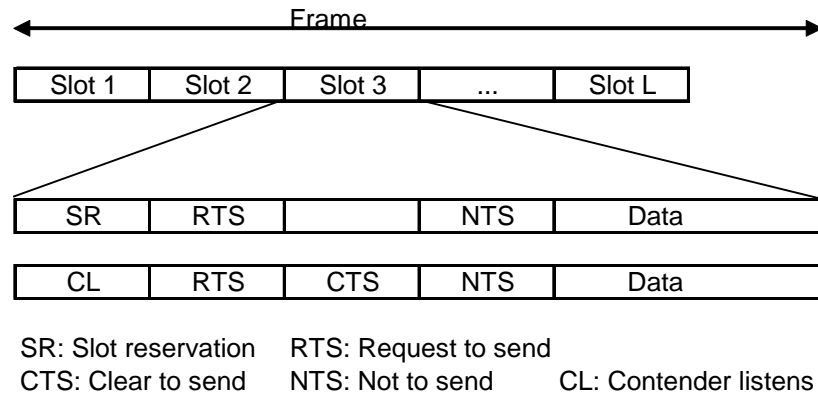 Frame
Slot 1 Slot 2 Slot 3 ... Slot L
SR RTS NTS Data
CL RTS CTS NTS Data
SR: Slot reservation RTS: Request to send
CTS: Clear to send NTS: Not to send CL: Contender listens